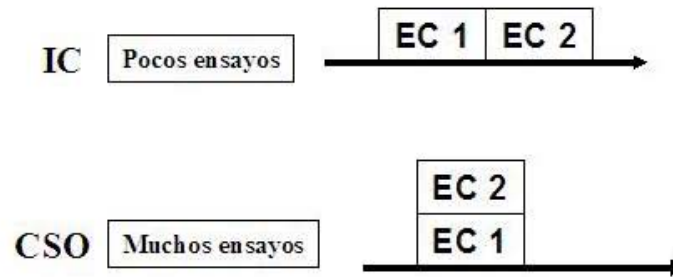 IC Pocos ensayos EC 1 EC 2
EC 2
CSO Muchos ensayos EC 1